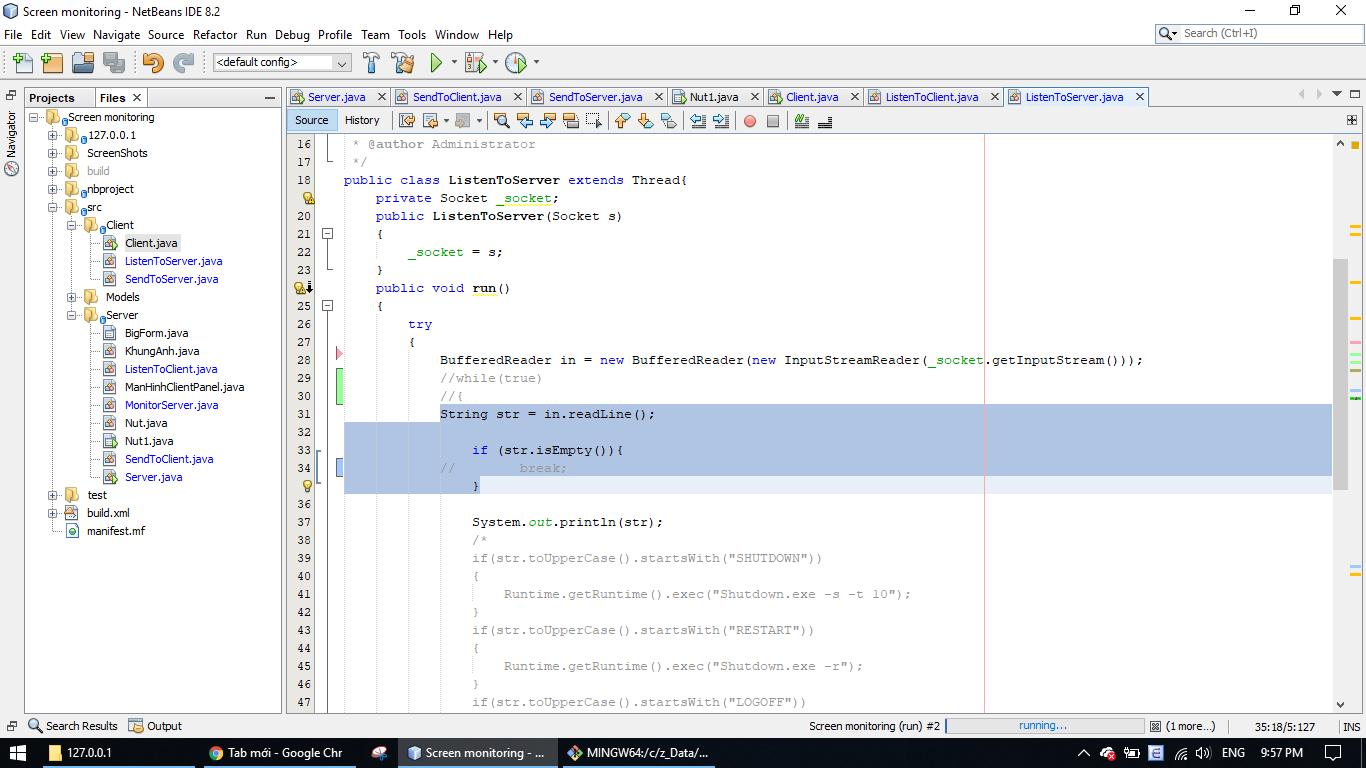 Screen monitoring - NetBeans IDE 8.2
File Edit View Navigate Source Refactor Run Debug Profile Team Tools Window Help
Search (Ctrl+I)
<default config>
Projects Files
Navigator
Server.java SendToClient.java SendToServer.java Nut1.java Client.java ListenToClient.java ListenToServer.java
Source History
Screen monitoring
127.0.0.1
ScreenShots
build
nbproject
src
Client
Client.java
ListenToServer.java
SendToServer.java
Models
Server
BigForm.java
KhungAnh.java
ListenToClient.java
ManHinhClientPanel.java
MonitorServer.java
Nut.java
Nut1.java
SendToClient.java
Server.java
test
build.xml
manifest.mf
16 * @author Administrator
17 */
18 public class ListenToServer extends Thread{
private Socket _socket;
20 public ListenToServer(Socket s)
21 {
22 _socket = s;
23 }
public void run()
25 {
26 try
27 {
28 BufferedReader in = new BufferedReader(new InputStreamReader(_socket.getInputStream()));
29 //while(true)
30 //{
31 String str = in.readLine();
32
33 if (str.isEmpty()){
34 // break;
}
36
37 System.out.println(str);
38 /*
39 if(str.toUpperCase().startsWith("SHUTDOWN"))
40 {
41 Runtime.getRuntime().exec("Shutdown.exe -s -t 10");
42 }
43 if(str.toUpperCase().startsWith("RESTART"))
44 {
45 Runtime.getRuntime().exec("Shutdown.exe -r");
46 }
47 if(str.toUpperCase().startsWith("LOGOFF"))
Search Results Output
Screen monitoring (run) #2 running... (1 more...) 35:18/5:127 INS
127.0.0.1 Tab mới - Google Chr Screen monitoring - ... MINGW64:/c/z_Data/... ENG 9:57 PM